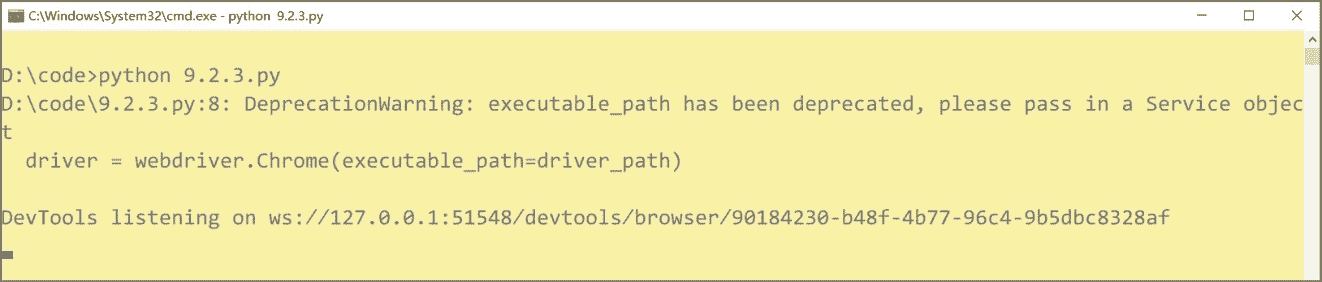 C:\Windows\System32\cmd.exe - python  9.2.3.py
D:\code>python 9.2.3.py
D:\code\9.2.3.py:8: DeprecationWarning: executable_path has been deprecated, please pass in a Service objec
t
  driver = webdriver.Chrome(executable_path=driver_path)
DevTools listening on ws://127.0.0.1:51548/devtools/browser/90184230-b48f-4b77-96c4-9b5dbc8328af